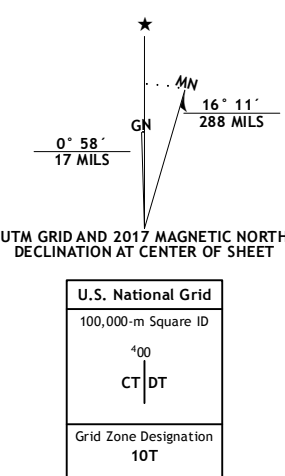 ★
MN
16° 11´
288 MILS
GN
0° 58´
17 MILS
UTM GRID AND 2017 MAGNETIC NORTH
DECLINATION AT CENTER OF SHEET
U.S. National Grid
100,000-m Square ID
⁴00
CT DT
Grid Zone Designation
10T